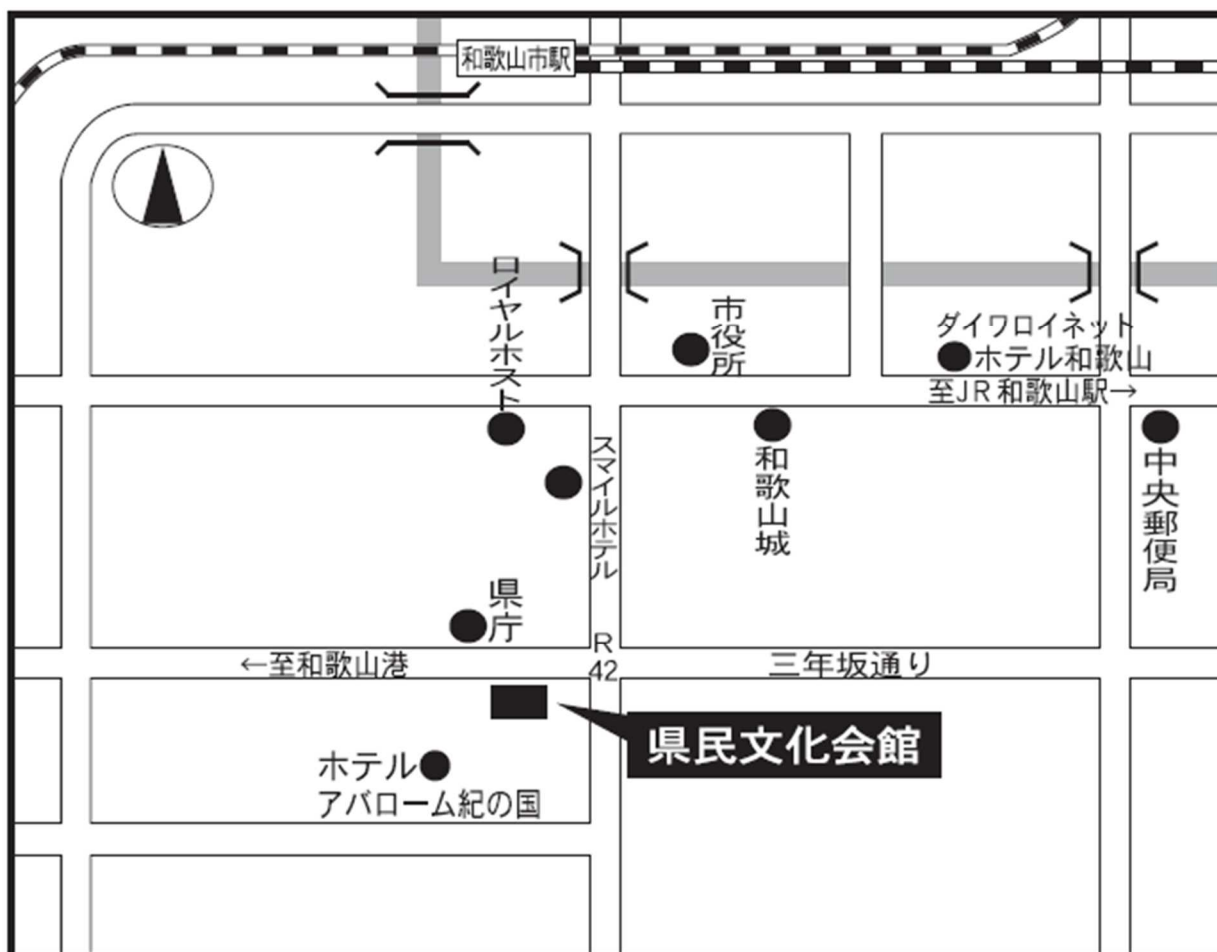 和歌山市駅
ロイヤルホスト
市役所
ダイワロイネット
ホテル和歌山
至JR和歌山駅→
スマイルホテル
和歌山城
中央郵便局
県庁
←至和歌山港
R
42
三年坂通り
県民文化会館
ホテル
アバローム紀の国